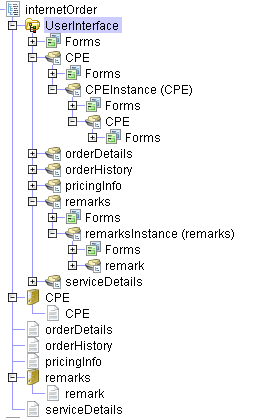 internetOrder
UserInterface
Forms
CPE
Forms
CPEInstance (CPE)
Forms
CPE
Forms
orderDetails
orderHistory
pricingInfo
remarks
Forms
remarksInstance (remarks)
Forms
remark
serviceDetails
CPE
CPE
orderDetails
orderHistory
pricingInfo
remarks
remark
serviceDetails